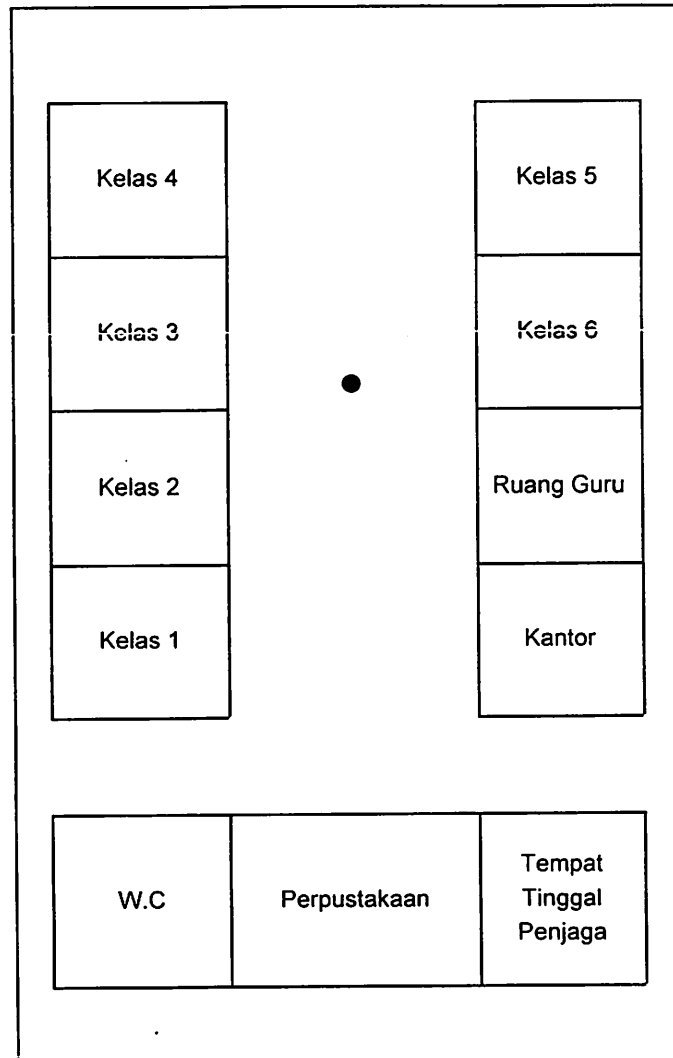 Kelas 4
Kelas 5
Kelas 3
Kelas 6
Kelas 2
Ruang Guru
Kelas 1
Kantor
W.C
Perpustakaan
Tempat
Tinggal
Penjaga